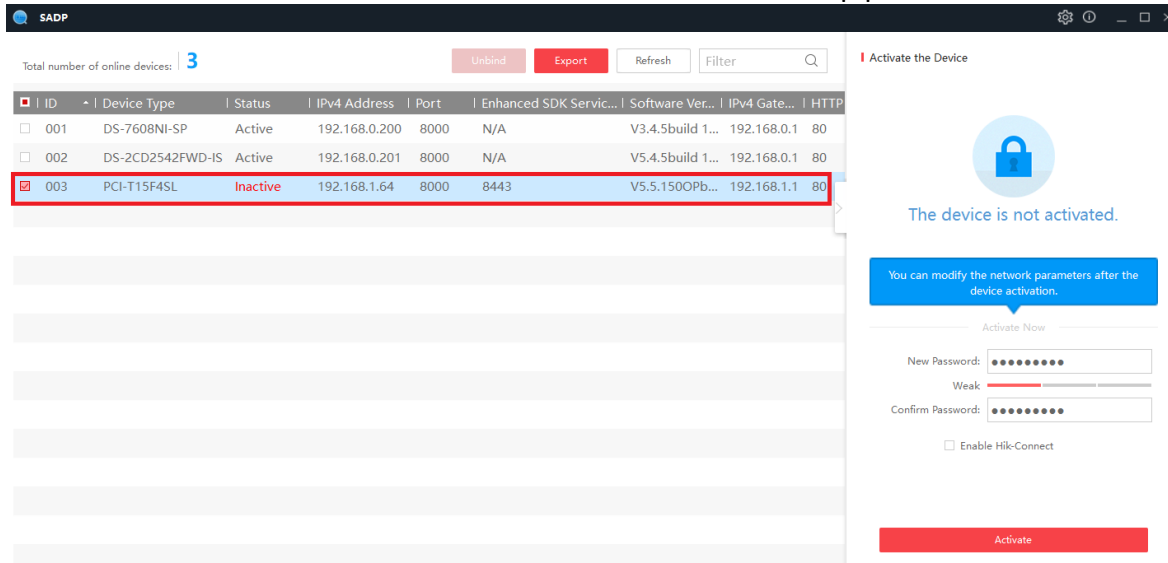 SADP
Total number of online devices: 3
Unbind
Export
Refresh
Filter
ID Device Type Status IPv4 Address Port Enhanced SDK Servic... Software Ver... IPv4 Gate... HTTP
001 DS-7608NI-SP Active 192.168.0.200 8000 N/A V3.4.5build 1... 192.168.0.1 80
002 DS-2CD2542FWD-IS Active 192.168.0.201 8000 N/A V5.4.5build 1... 192.168.0.1 80
003 PCI-T15F4SL Inactive 192.168.1.64 8000 8443 V5.5.150OPb... 192.168.1.1 80
Activate the Device
The device is not activated.
You can modify the network parameters after the
device activation.
Activate Now
New Password: ●●●●●●●●●
Weak
Confirm Password: ●●●●●●●●●
Enable Hik-Connect
Activate